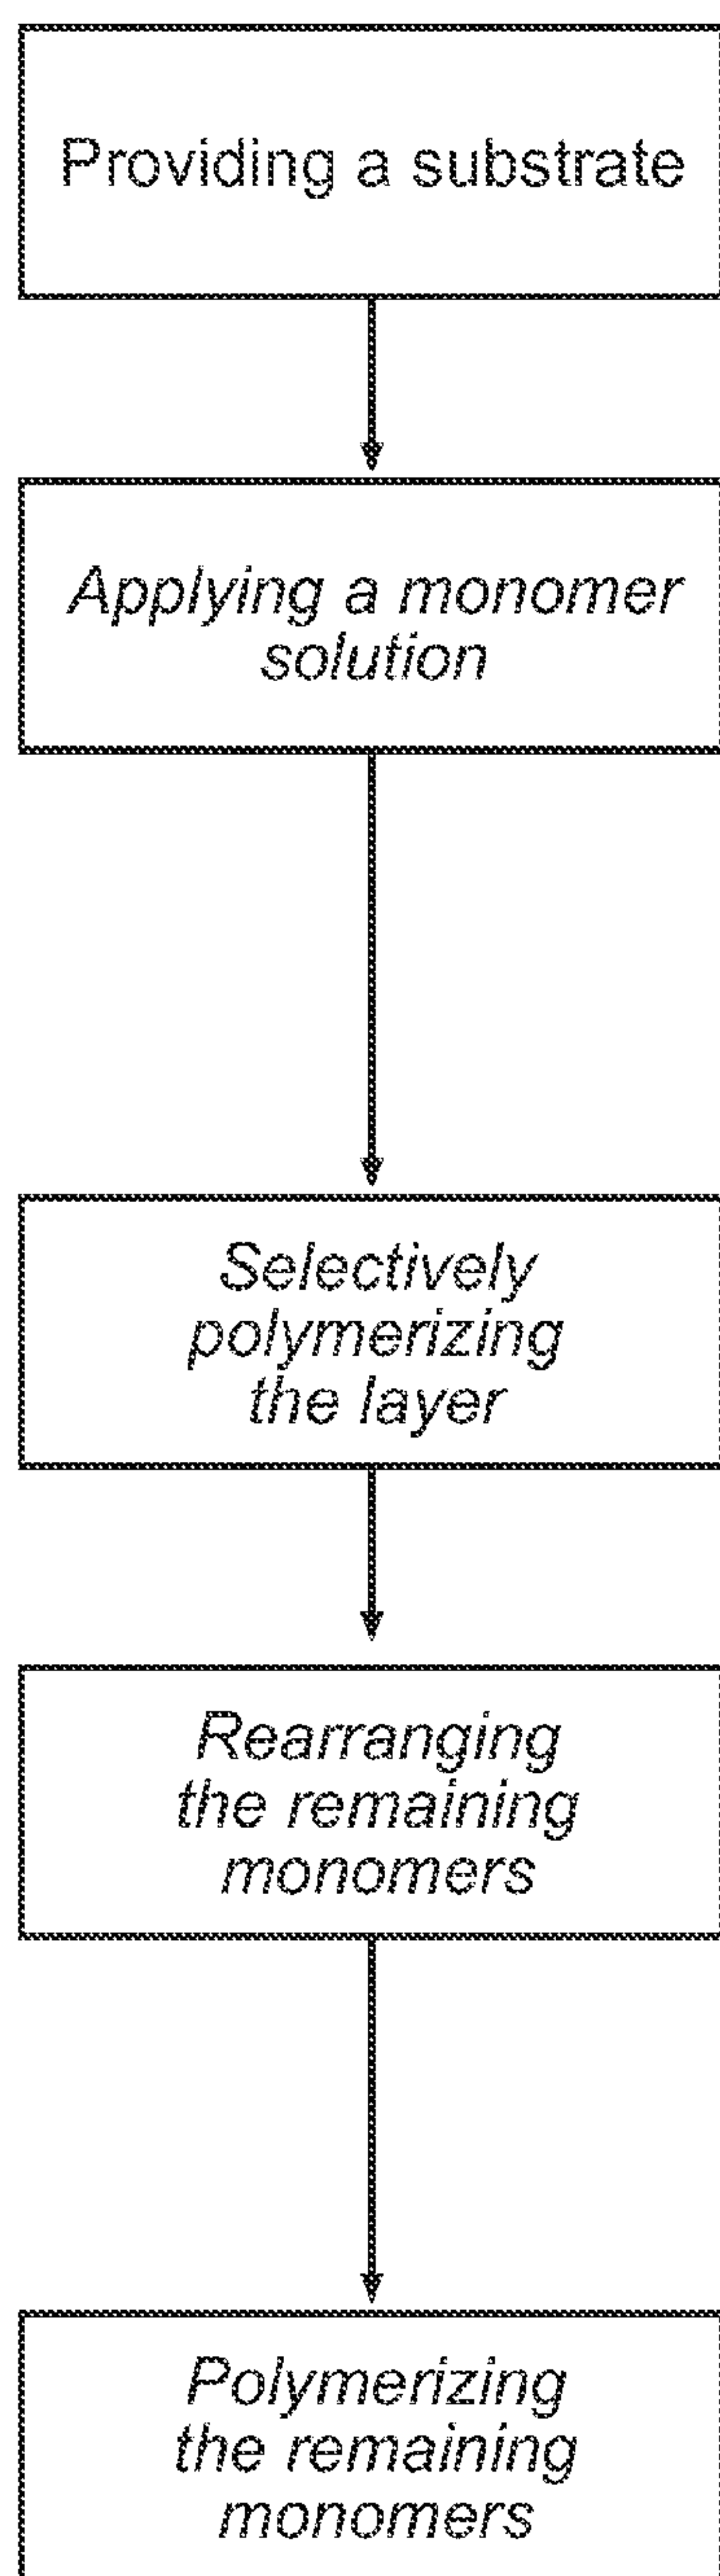 Providing a substrate
Applying a monomer
solution
Selectively
polymerizing
the layer
Rearranging
the remaining
monomers
Polymerizing
the remaining
monomers